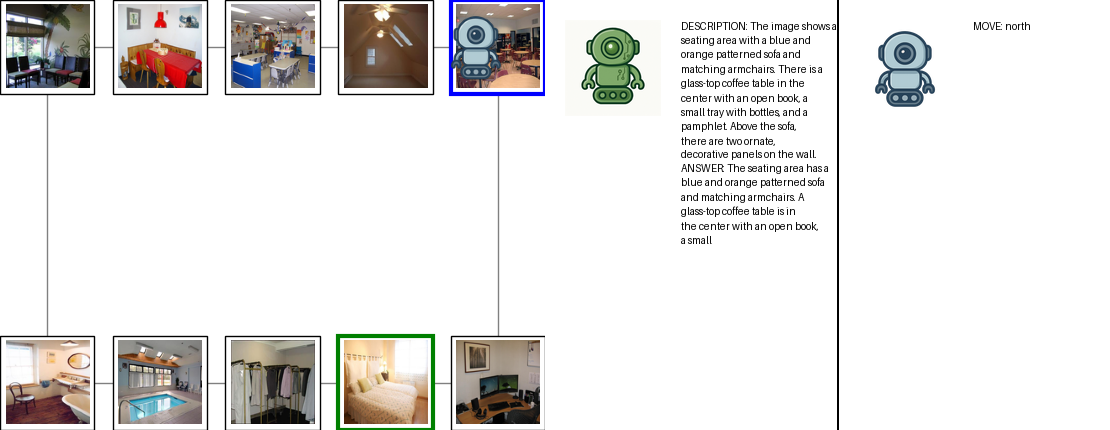 DESCRIPTION: The image shows a
seating area with a blue and
orange patterned sofa and
matching armchairs. There is a
glass-top coffee table in the
center with an open book, a
small tray with bottles, and a
pamphlet. Above the sofa,
there are two ornate,
decorative panels on the wall.
ANSWER: The seating area has a
blue and orange patterned sofa
and matching armchairs. A
glass-top coffee table is in
the center with an open book,
a small
MOVE: north